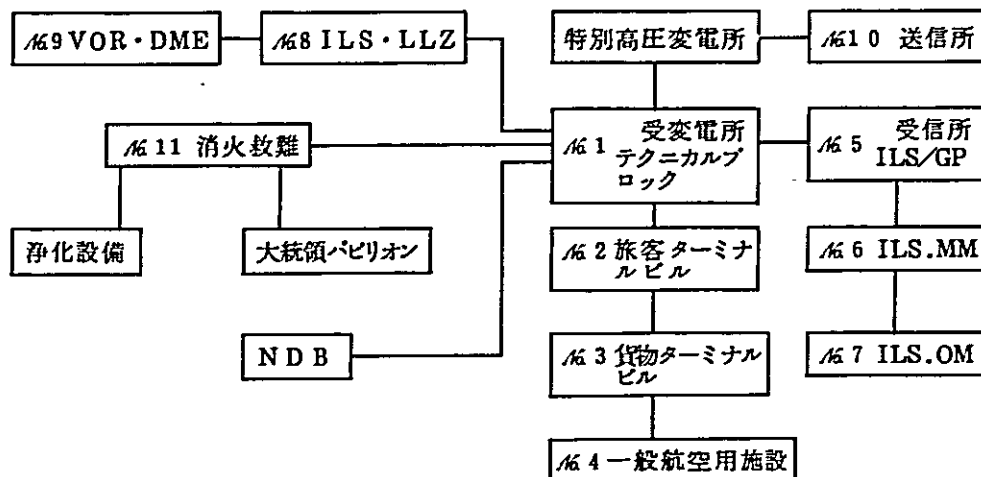 №9 VOR・DME
№8 ILS・LLZ
特別高圧変電所
№10 送信所
№11 消火救難
№1 受変電所
テクニカルブ
ロック
№5 受信所
ILS/GP
浄化設備
大統領パビリオン
№2 旅客ターミナ
ルビル
№6 ILS.MM
NDB
№3 貨物ターミナル
ビル
№7 ILS.OM
№4 一般航空用施設